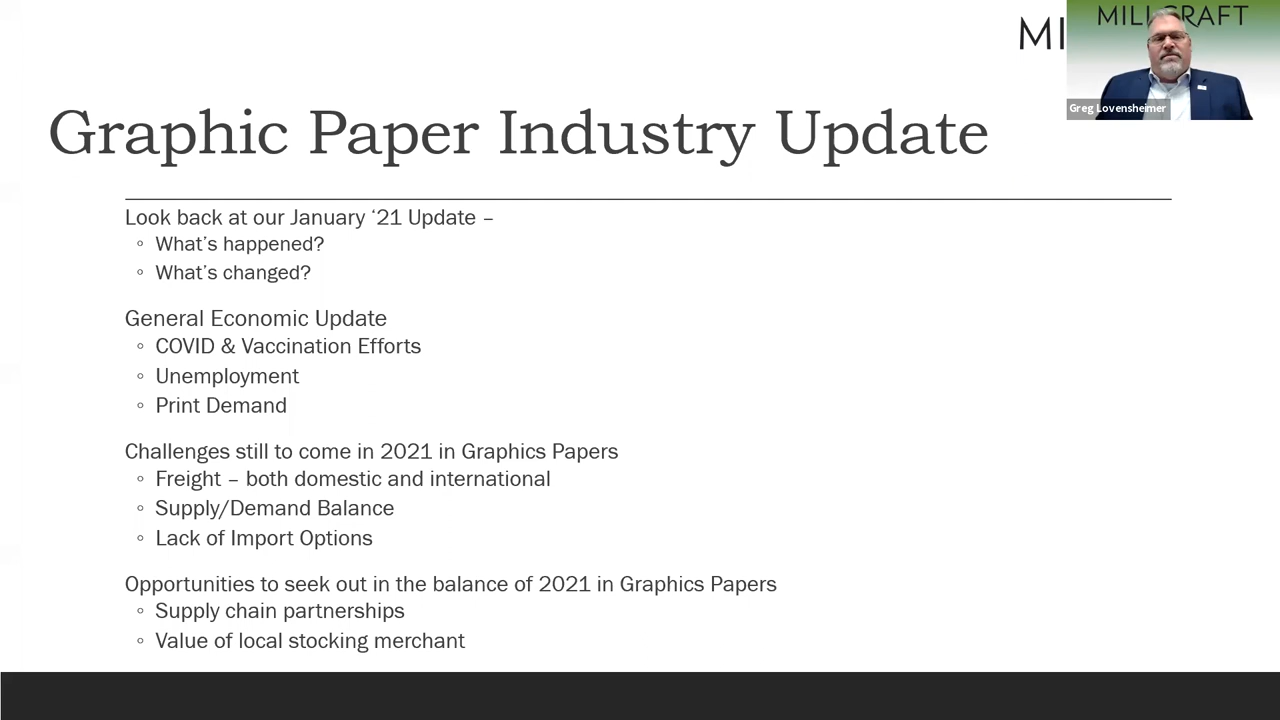 MI
MILLCRAFT
Greg Lovensheimer
Graphic Paper Industry Update
Look back at our January ‘21 Update –
◦ What’s happened?
◦ What’s changed?
General Economic Update
◦ COVID & Vaccination Efforts
◦ Unemployment
◦ Print Demand
Challenges still to come in 2021 in Graphics Papers
◦ Freight – both domestic and international
◦ Supply/Demand Balance
◦ Lack of Import Options
Opportunities to seek out in the balance of 2021 in Graphics Papers
◦ Supply chain partnerships
◦ Value of local stocking merchant